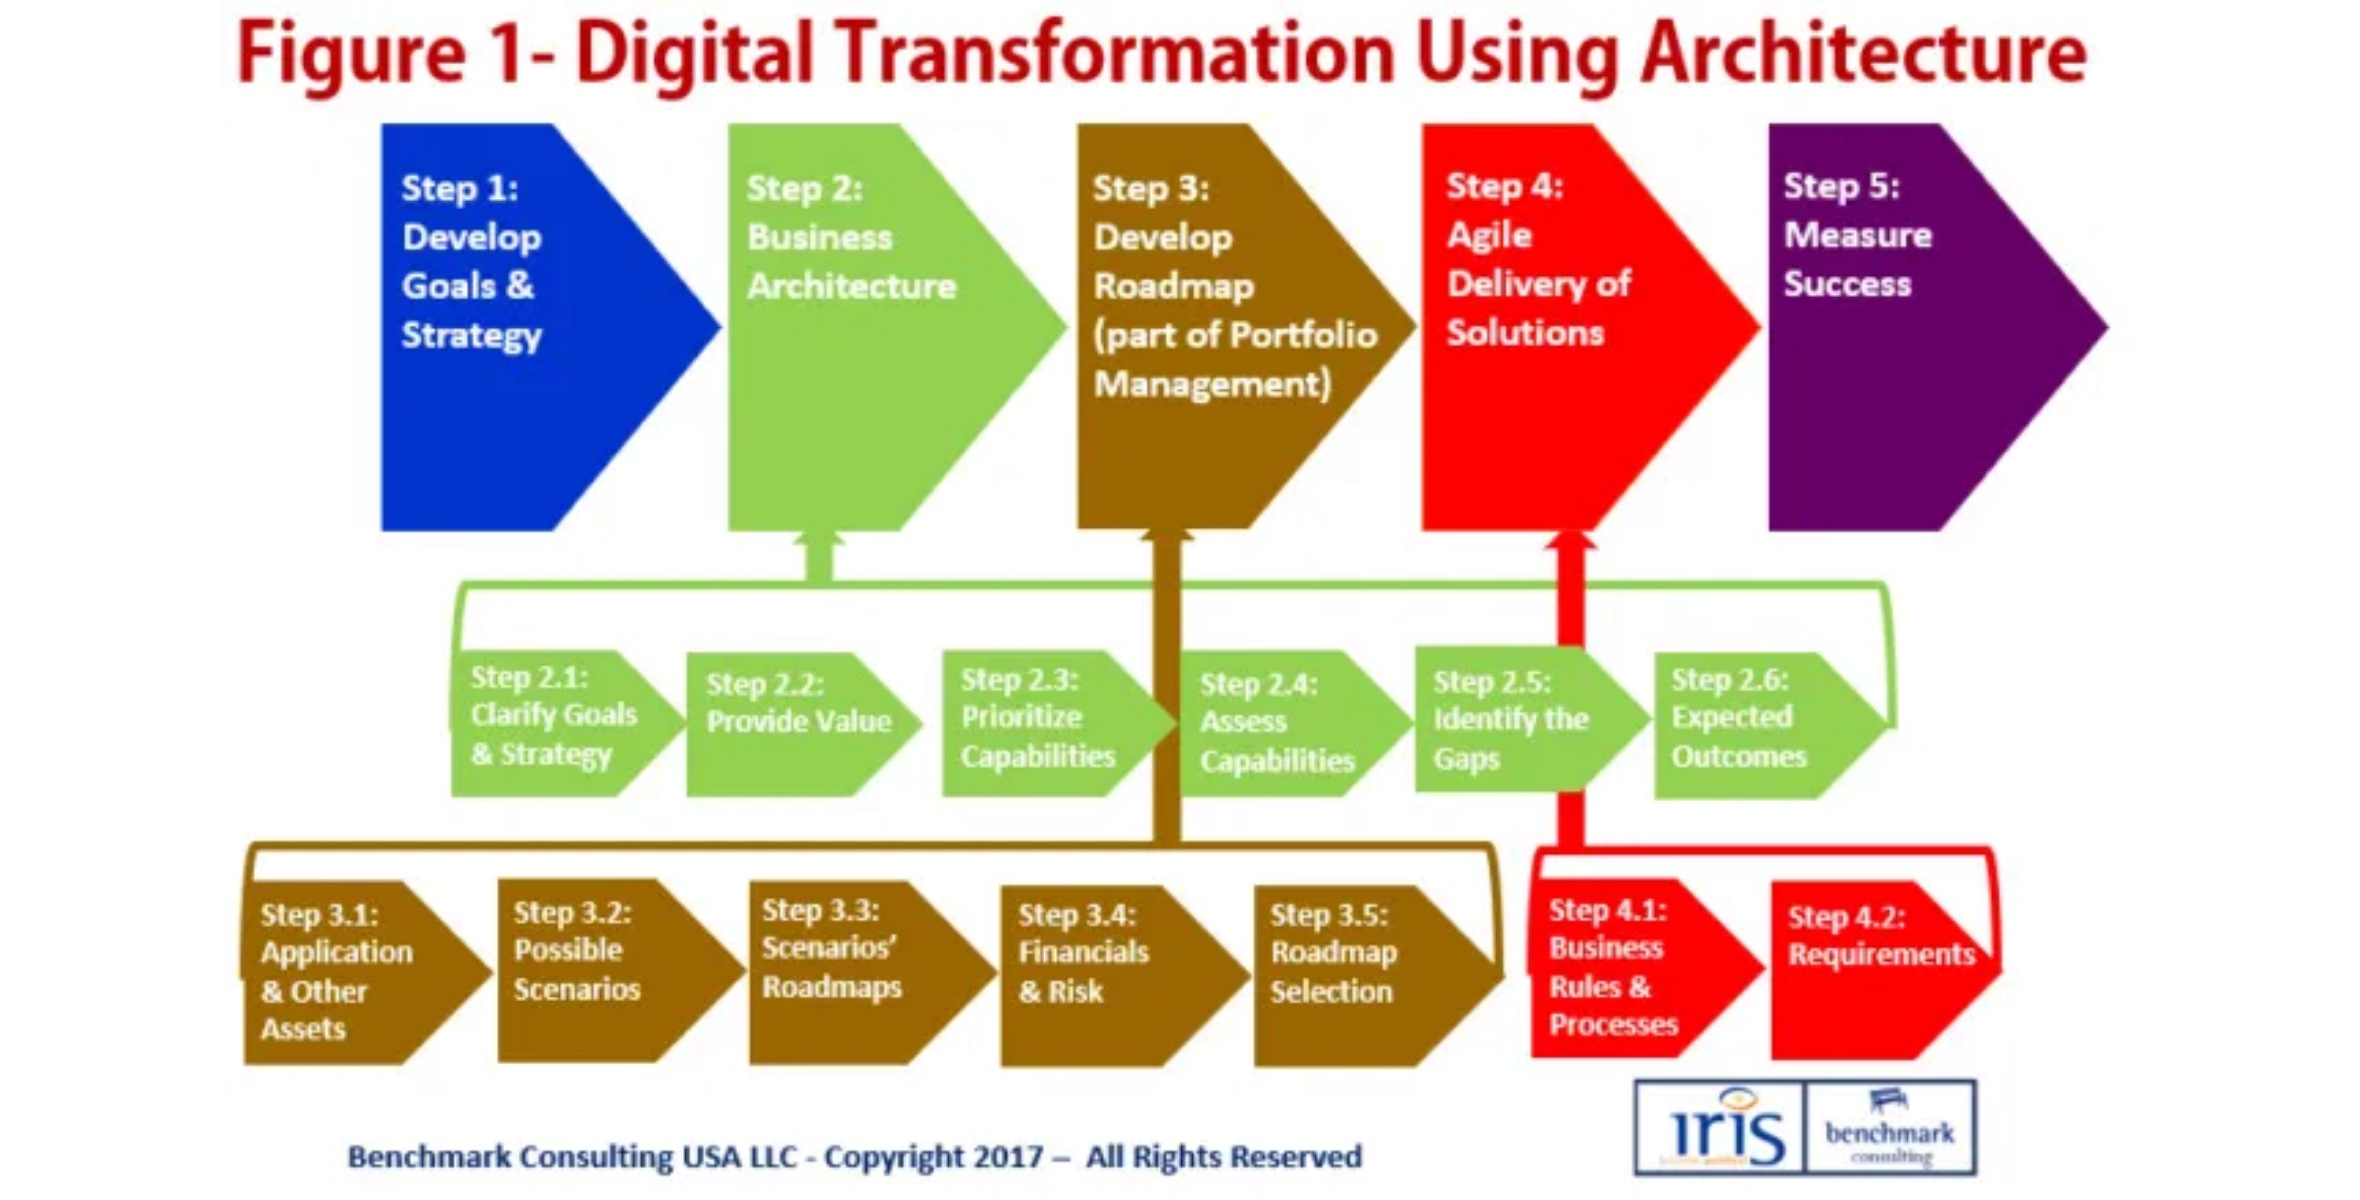 Figure 1- Digital Transformation Using Architecture
Step 1:
Develop
Goals &
Strategy
Step 2:
Business
Architecture
Step 3:
Develop
Roadmap
(part of Portfolio
Management)
Step 4:
Agile
Delivery of
Solutions
Step 5:
Measure
Success
Step 2.1:
Clarify Goals
& Strategy
Step 2.2:
Provide Value
Step 2.3:
Prioritize
Capabilities
Step 2.4:
Assess
Capabilities
Step 2.5:
Identify the
Gaps
Step 2.6:
Expected
Outcomes
Step 3.1:
Application
& Other
Assets
Step 3.2:
Possible
Scenarios
Step 3.3:
Scenarios’
Roadmaps
Step 3.4:
Financials
& Risk
Step 3.5:
Roadmap
Selection
Step 4.1:
Business
Rules &
Processes
Step 4.2:
Requirements
iris
benchmark
consulting
Benchmark Consulting USA LLC - Copyright 2017 – All Rights Reserved